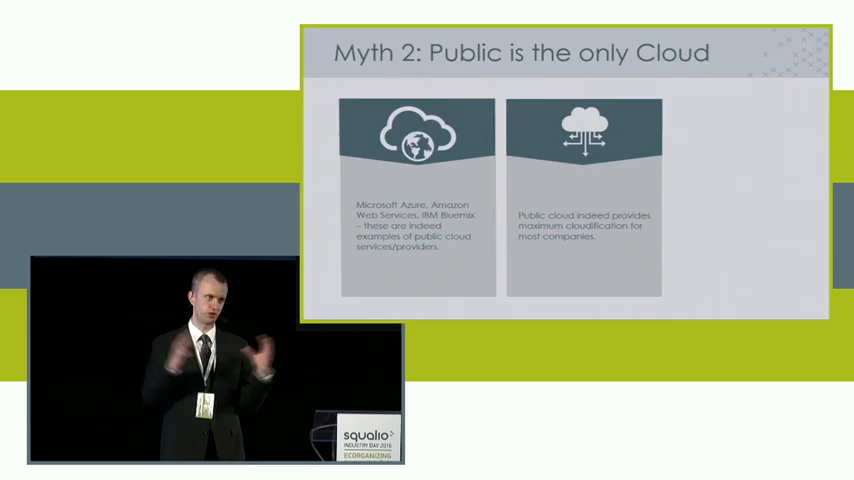 Myth 2: Public is the only Cloud
Microsoft Azure, Amazon
Web Services, IBM Bluemix
– these are indeed
examples of public cloud
services/providers.
Public cloud indeed provides
maximum cloudification for
most companies.
squalio
INDUSTRY DAY 2016
ECORGANIZING